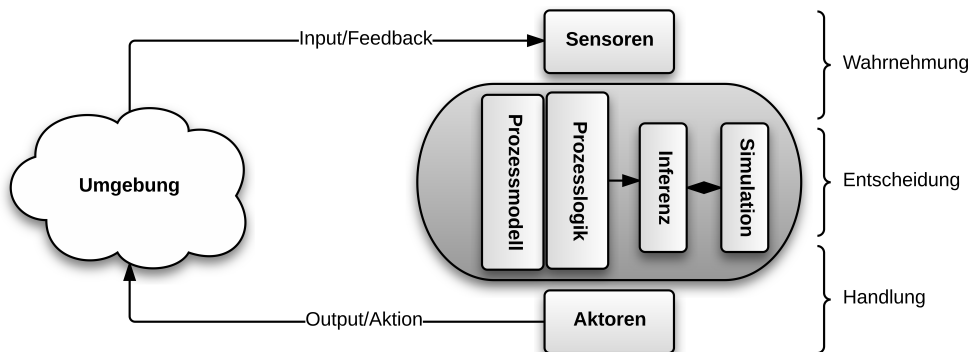 Input/Feedback
Sensoren
Wahrnehmung
Umgebung
Prozessmodell
Prozesslogik
Inferenz
Simulation
Entscheidung
Output/Aktion
Aktoren
Handlung